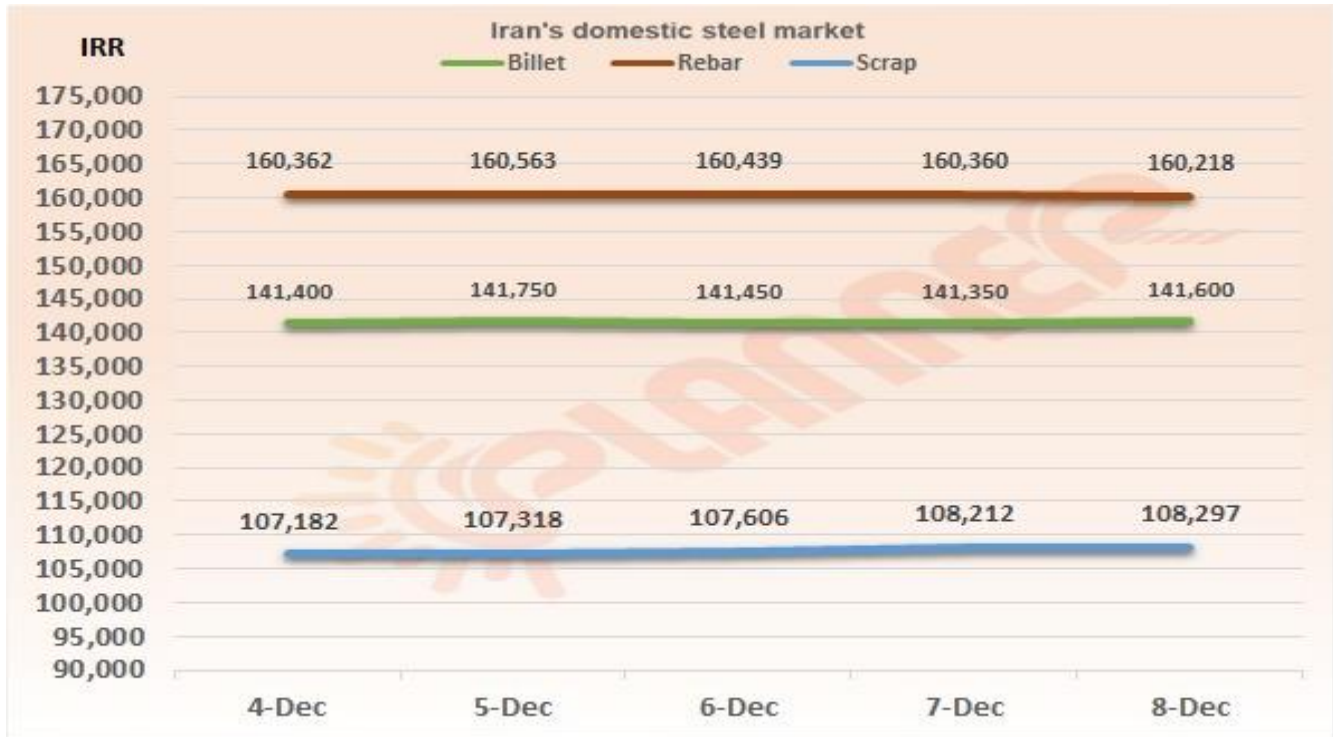 Iran's domestic steel market
IRR
Billet Rebar Scrap
175,000
170,000
165,000
160,362 160,563 160,439 160,360 160,218
160,000
155,000
150,000
145,000
141,400 141,750 141,450 141,350 141,600
140,000
135,000
130,000
125,000
120,000
115,000
107,182 107,318 107,606 108,212 108,297
110,000
105,000
100,000
95,000
90,000
4-Dec 5-Dec 6-Dec 7-Dec 8-Dec
PLANNER